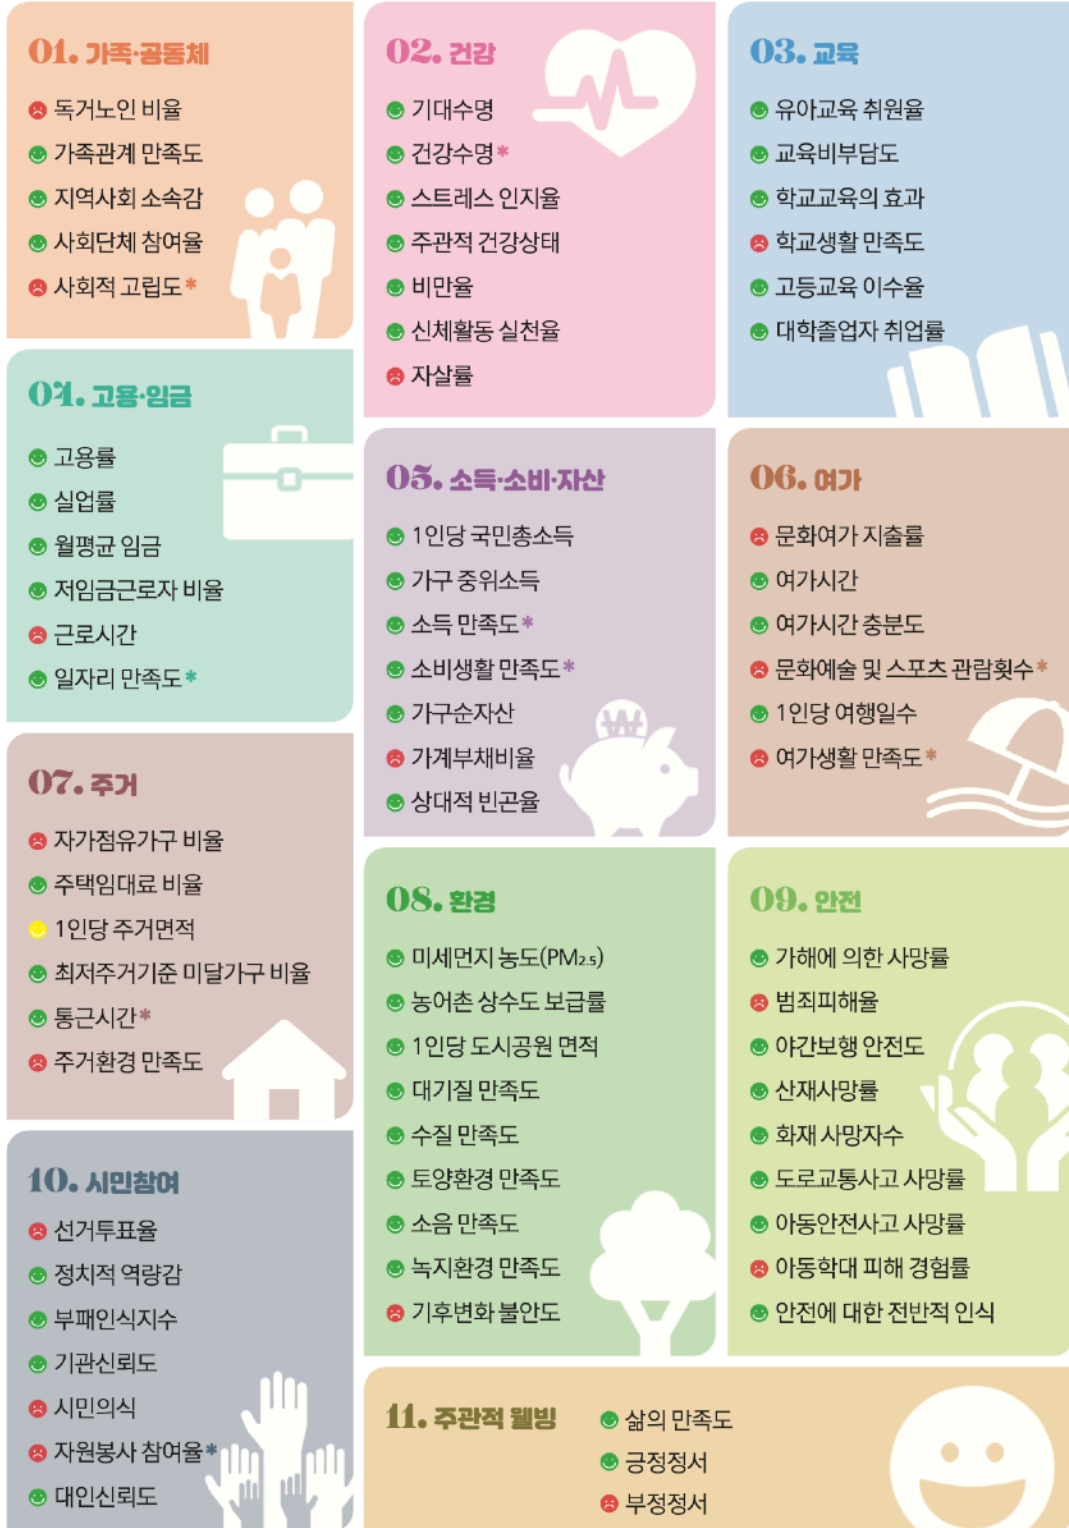 01. 가족·공동체
독거노인 비율
가족관계 만족도
지역사회 소속감
사회단체 참여율
사회적 고립도*
02. 건강
기대수명
건강수명*
스트레스 인지율
주관적 건강상태
비만율
신체활동 실천율
자살률
03. 교육
유아교육 취원율
교육비부담도
학교교육의 효과
학교생활 만족도
고등교육 이수율
대학졸업자 취업률
04. 고용·임금
고용률
실업률
월평균 임금
저임금근로자 비율
근로시간
일자리 만족도*
05. 소득·소비·자산
1인당 국민총소득
가구 중위소득
소득 만족도*
소비생활 만족도*
가구순자산
가계부채비율
상대적 빈곤율
₩
06. 여가
문화여가 지출률
여가시간
여가시간 충분도
문화예술 및 스포츠 관람횟수*
1인당 여행일수
여가생활 만족도*
07. 주거
자가점유가구 비율
주택임대료 비율
1인당 주거면적
최저주거기준 미달가구 비율
통근시간*
주거환경 만족도
08. 환경
미세먼지 농도(PM2.5)
농어촌 상수도 보급률
1인당 도시공원 면적
대기질 만족도
수질 만족도
토양환경 만족도
소음 만족도
녹지환경 만족도
기후변화 불안도
09. 안전
가해에 의한 사망률
범죄피해율
야간보행 안전도
산재사망률
화재 사망자수
도로교통사고 사망률
아동안전사고 사망률
아동학대 피해 경험률
안전에 대한 전반적 인식
10. 시민참여
선거투표율
정치적 역량감
부패인식지수
기관신뢰도
시민의식
자원봉사 참여율*
대인신뢰도
11. 주관적 웰빙
삶의 만족도
긍정정서
부정정서